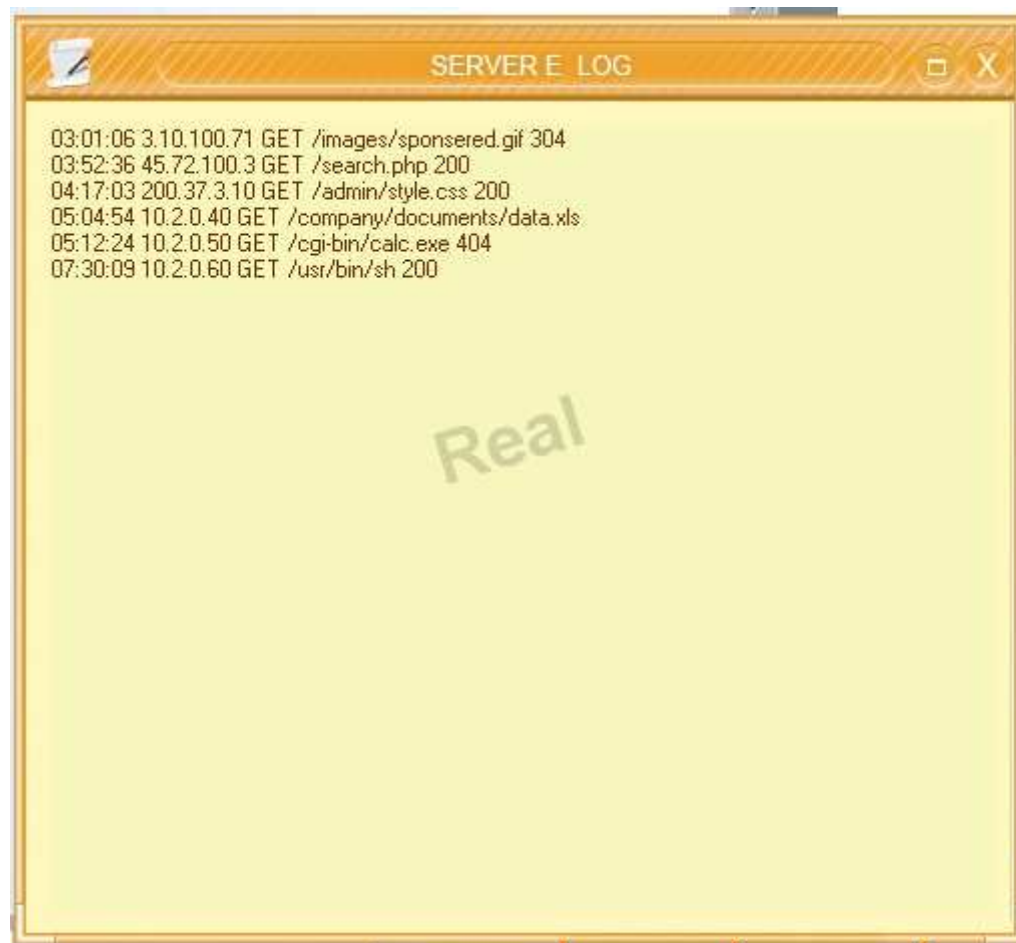 SERVER E LOG
03:01:06 3.10.100.71 GET /images/sponsered.gif 304
03:52:36 45.72.100.3 GET /search.php 200
04:17:03 200.37.3.10 GET /admin/style.css 200
05:04:54 10.2.0.40 GET /company/documents/data.xls
05:12:24 10.2.0.50 GET /cgi-bin/calc.exe 404
07:30:09 10.2.0.60 GET /usr/bin/sh 200
Real